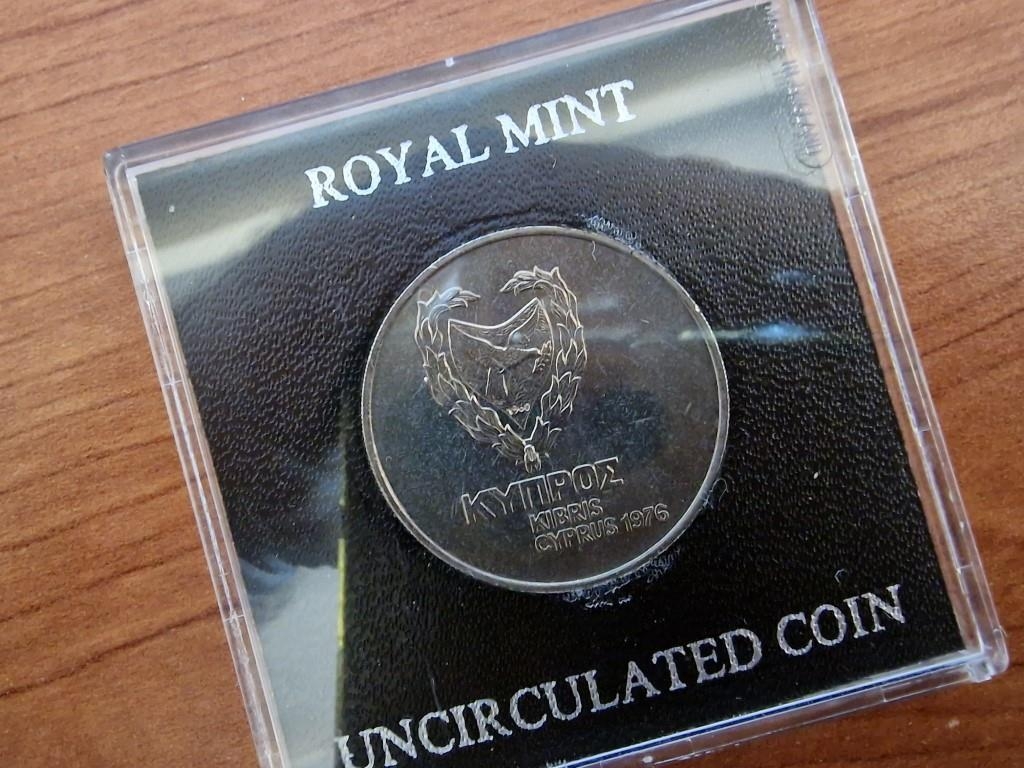 ROYAL MINT
ΚΥΠΡΟΣ
KIBRIS
CYPRUS 1976
UNCIRCULATED COIN